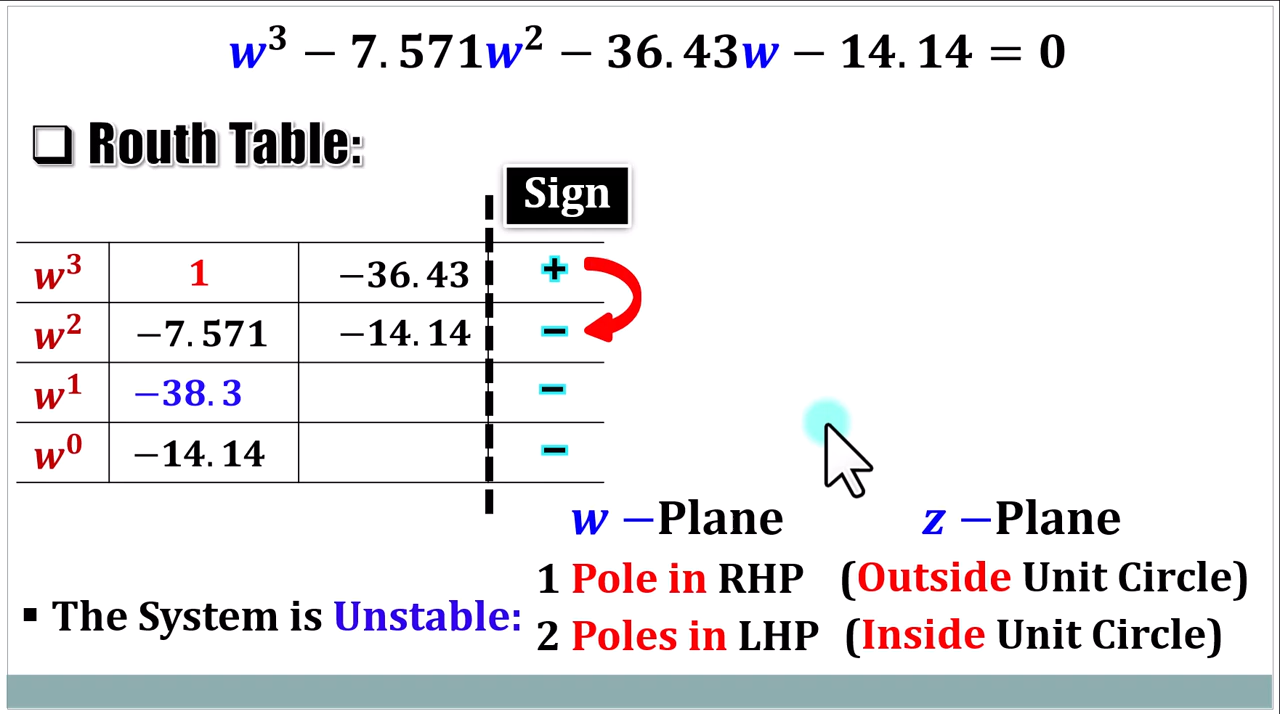 w³ − 7.571w² − 36.43w − 14.14 = 0
❑ Routh Table:
Sign
w³ 1 −36.43 +
w² −7.571 −14.14 −
w¹ −38.3 −
w⁰ −14.14 −
w −Plane z −Plane
1 Pole in RHP (Outside Unit Circle)
▪ The System is Unstable:
2 Poles in LHP (Inside Unit Circle)